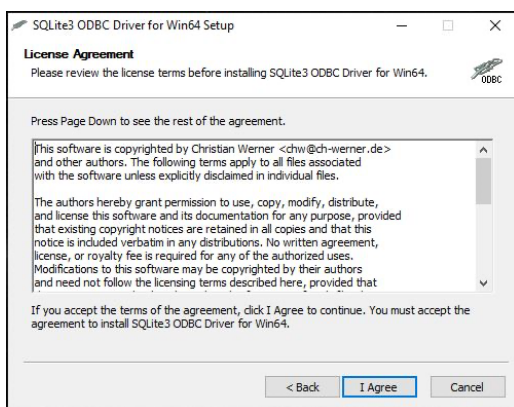 SQLite3 ODBC Driver for Win64 Setup
License Agreement
Please review the license terms before installing SQLite3 ODBC Driver for Win64.
ODBC
Press Page Down to see the rest of the agreement.
This software is copyrighted by Christian Werner <chw@ch-werner.de>
and other authors. The following terms apply to all files associated
with the software unless explicitly disclaimed in individual files.
The authors hereby grant permission to use, copy, modify, distribute,
and license this software and its documentation for any purpose, provided
that existing copyright notices are retained in all copies and that this
notice is included verbatim in any distributions. No written agreement,
license, or royalty fee is required for any of the authorized uses.
Modifications to this software may be copyrighted by their authors
and need not follow the licensing terms described here, provided that
If you accept the terms of the agreement, click I Agree to continue. You must accept the
agreement to install SQLite3 ODBC Driver for Win64.
< Back
I Agree
Cancel